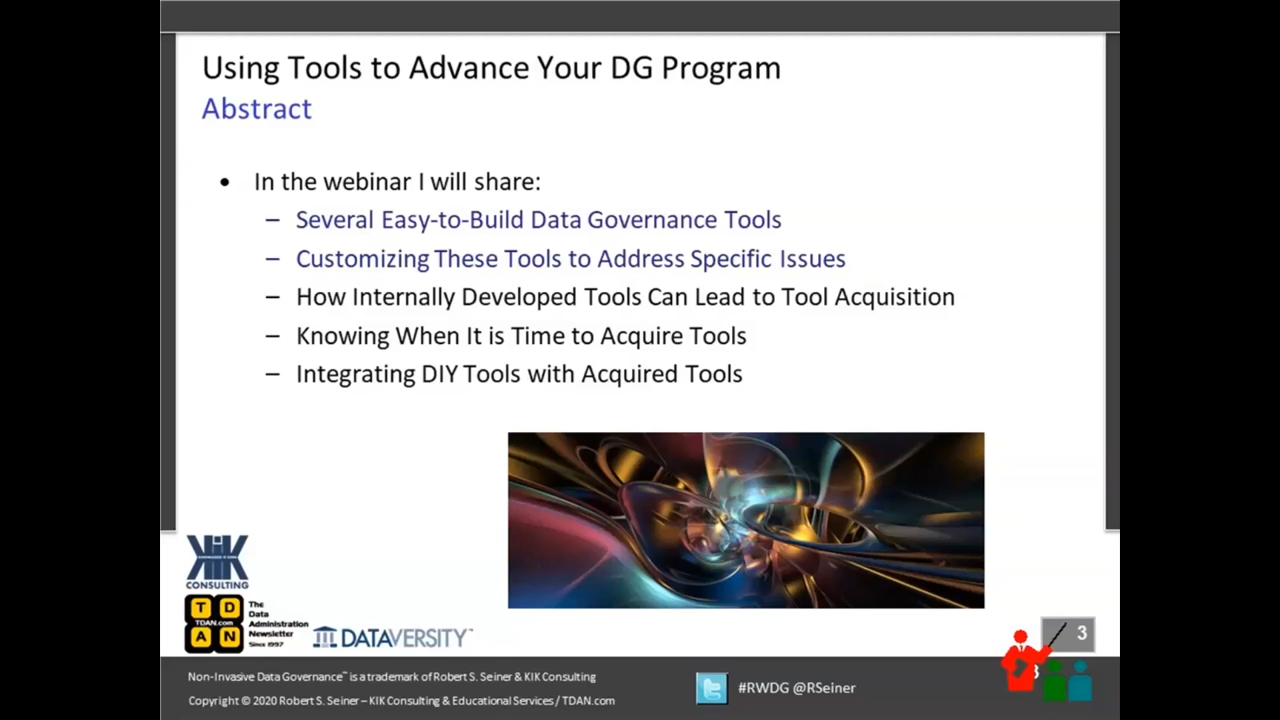 Using Tools to Advance Your DG Program
Abstract
• In the webinar I will share:
– Several Easy-to-Build Data Governance Tools
– Customizing These Tools to Address Specific Issues
– How Internally Developed Tools Can Lead to Tool Acquisition
– Knowing When It is Time to Acquire Tools
– Integrating DIY Tools with Acquired Tools
KIK
CONSULTING
T D
TDAN.com
A N
The
Data
Administration
Newsletter
Since 1997
DATAVERSITY™
3
Non-Invasive Data Governance™ is a trademark of Robert S. Seiner & KIK Consulting
Copyright © 2020 Robert S. Seiner – KIK Consulting & Educational Services / TDAN.com
#RWDG @RSeiner